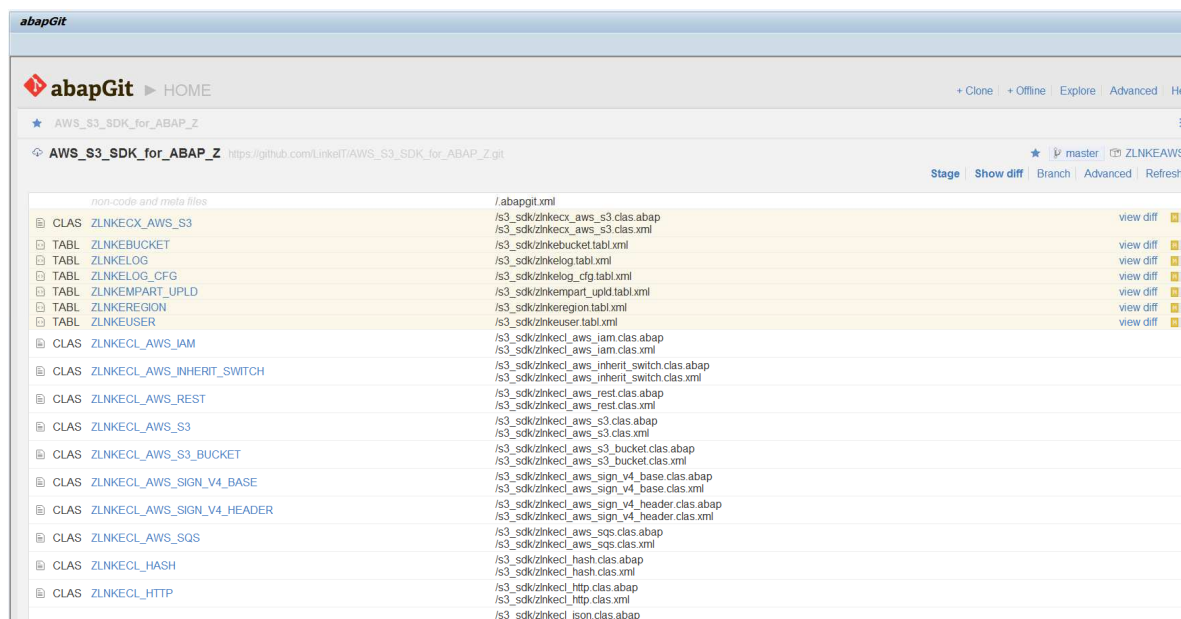 abapGit
abapGit ► HOME
+ Clone + Offline Explore Advanced He
AWS_S3_SDK_for_ABAP_Z
AWS_S3_SDK_for_ABAP_Z https://github.com/LinkeIT/AWS_S3_SDK_for_ABAP_Z.git master ZLNKEAWS
Stage Show diff Branch Advanced Refresh
non-code and meta files /.abapgit.xml
CLAS ZLNKECX_AWS_S3 /s3_sdk/zlnkecx_aws_s3.clas.abap view diff
/s3_sdk/zlnkecx_aws_s3.clas.xml
TABL ZLNKEBUCKET /s3_sdk/zlnkebucket.tabl.xml view diff
TABL ZLNKELOG /s3_sdk/zlnkelog.tabl.xml view diff
TABL ZLNKELOG_CFG /s3_sdk/zlnkelog_cfg.tabl.xml view diff
TABL ZLNKEMPART_UPLD /s3_sdk/zlnkempart_upld.tabl.xml view diff
TABL ZLNKEREGION /s3_sdk/zlnkeregion.tabl.xml view diff
TABL ZLNKEUSER /s3_sdk/zlnkeuser.tabl.xml view diff
CLAS ZLNKECL_AWS_IAM /s3_sdk/zlnkecl_aws_iam.clas.abap
/s3_sdk/zlnkecl_aws_iam.clas.xml
CLAS ZLNKECL_AWS_INHERIT_SWITCH /s3_sdk/zlnkecl_aws_inherit_switch.clas.abap
/s3_sdk/zlnkecl_aws_inherit_switch.clas.xml
CLAS ZLNKECL_AWS_REST /s3_sdk/zlnkecl_aws_rest.clas.abap
/s3_sdk/zlnkecl_aws_rest.clas.xml
CLAS ZLNKECL_AWS_S3 /s3_sdk/zlnkecl_aws_s3.clas.abap
/s3_sdk/zlnkecl_aws_s3.clas.xml
CLAS ZLNKECL_AWS_S3_BUCKET /s3_sdk/zlnkecl_aws_s3_bucket.clas.abap
/s3_sdk/zlnkecl_aws_s3_bucket.clas.xml
CLAS ZLNKECL_AWS_SIGN_V4_BASE /s3_sdk/zlnkecl_aws_sign_v4_base.clas.abap
/s3_sdk/zlnkecl_aws_sign_v4_base.clas.xml
CLAS ZLNKECL_AWS_SIGN_V4_HEADER /s3_sdk/zlnkecl_aws_sign_v4_header.clas.abap
/s3_sdk/zlnkecl_aws_sign_v4_header.clas.xml
CLAS ZLNKECL_AWS_SQS /s3_sdk/zlnkecl_aws_sqs.clas.abap
/s3_sdk/zlnkecl_aws_sqs.clas.xml
CLAS ZLNKECL_HASH /s3_sdk/zlnkecl_hash.clas.abap
/s3_sdk/zlnkecl_hash.clas.xml
CLAS ZLNKECL_HTTP /s3_sdk/zlnkecl_http.clas.abap
/s3_sdk/zlnkecl_http.clas.xml
/s3_sdk/zlnkecl_json.clas.abap